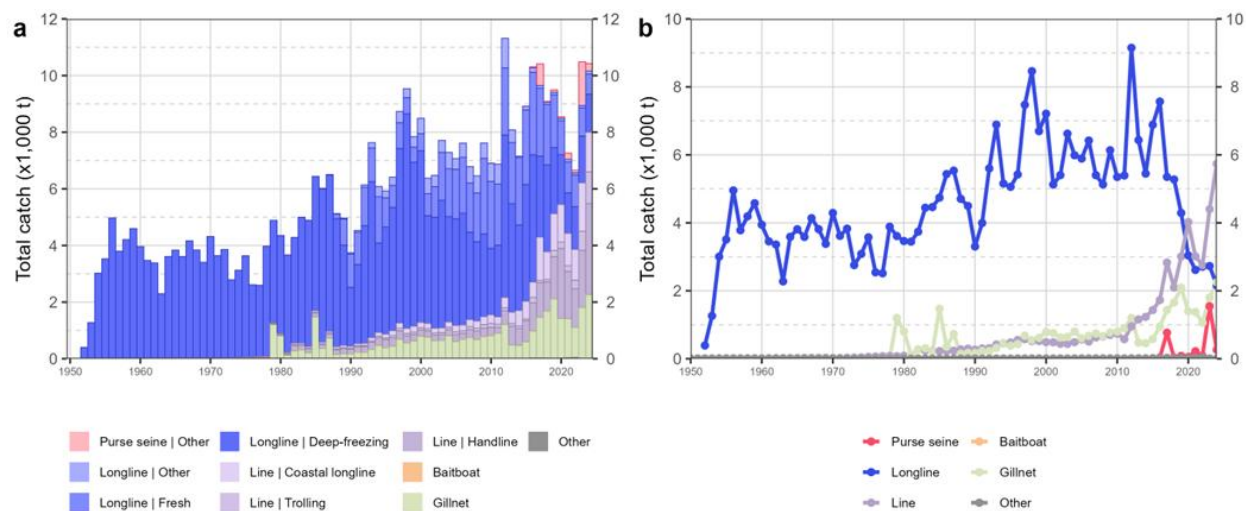 a
b
Total catch (x1,000 t)
12
10
8
6
4
2
0
12
10
8
6
4
2
0
1950 1960 1970 1980 1990 2000 2010 2020
Total catch (x1,000 t)
10
8
6
4
2
0
10
8
6
4
2
0
1950 1960 1970 1980 1990 2000 2010 2020
Purse seine | Other Longline | Deep-freezing Line | Handline Other
Longline | Other Line | Coastal longline Baitboat
Longline | Fresh Line | Trolling Gillnet
Purse seine Baitboat
Longline Gillnet
Line Other